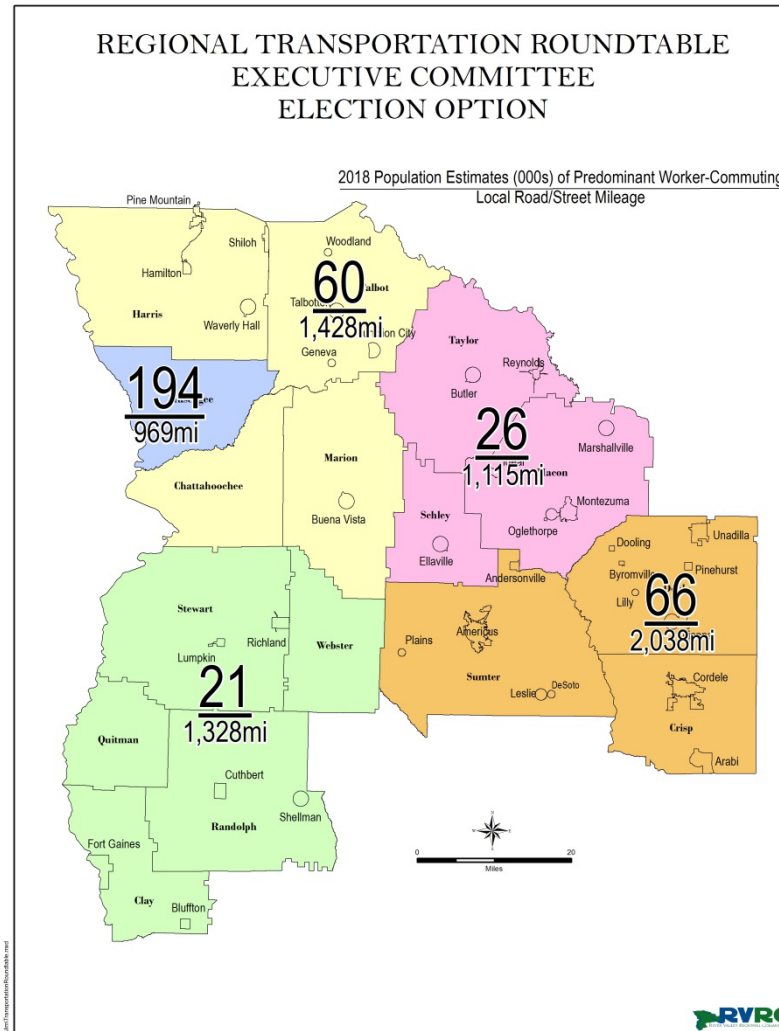 REGIONAL TRANSPORTATION ROUNDTABLE
EXECUTIVE COMMITTEE
ELECTION OPTION
2018 Population Estimates (000s) of Predominant Worker-Commuting
Local Road/Street Mileage
Pine Mountain
Shiloh
Hamilton
Harris
Waverly Hall
Woodland
60
1,428mi
Geneva
194
969mi
Taylor
Reynolds
Butler
26
1,115mi
Marshallville
Montezuma
Oglethorpe
Marion
Buena Vista
Chattahoochee
Schley
Ellaville
Andersonville
Dooling
Unadilla
Byromville
Pinehurst
Lilly
66
2,038mi
Stewart
Richland
Lumpkin
Webster
21
1,328mi
Plains
Americus
Sumter
Leslie
DeSoto
Cordele
Crisp
Arabi
Quitman
Cuthbert
Randolph
Shellman
Fort Gaines
Clay
Bluffton
0
20
Miles
RVRC